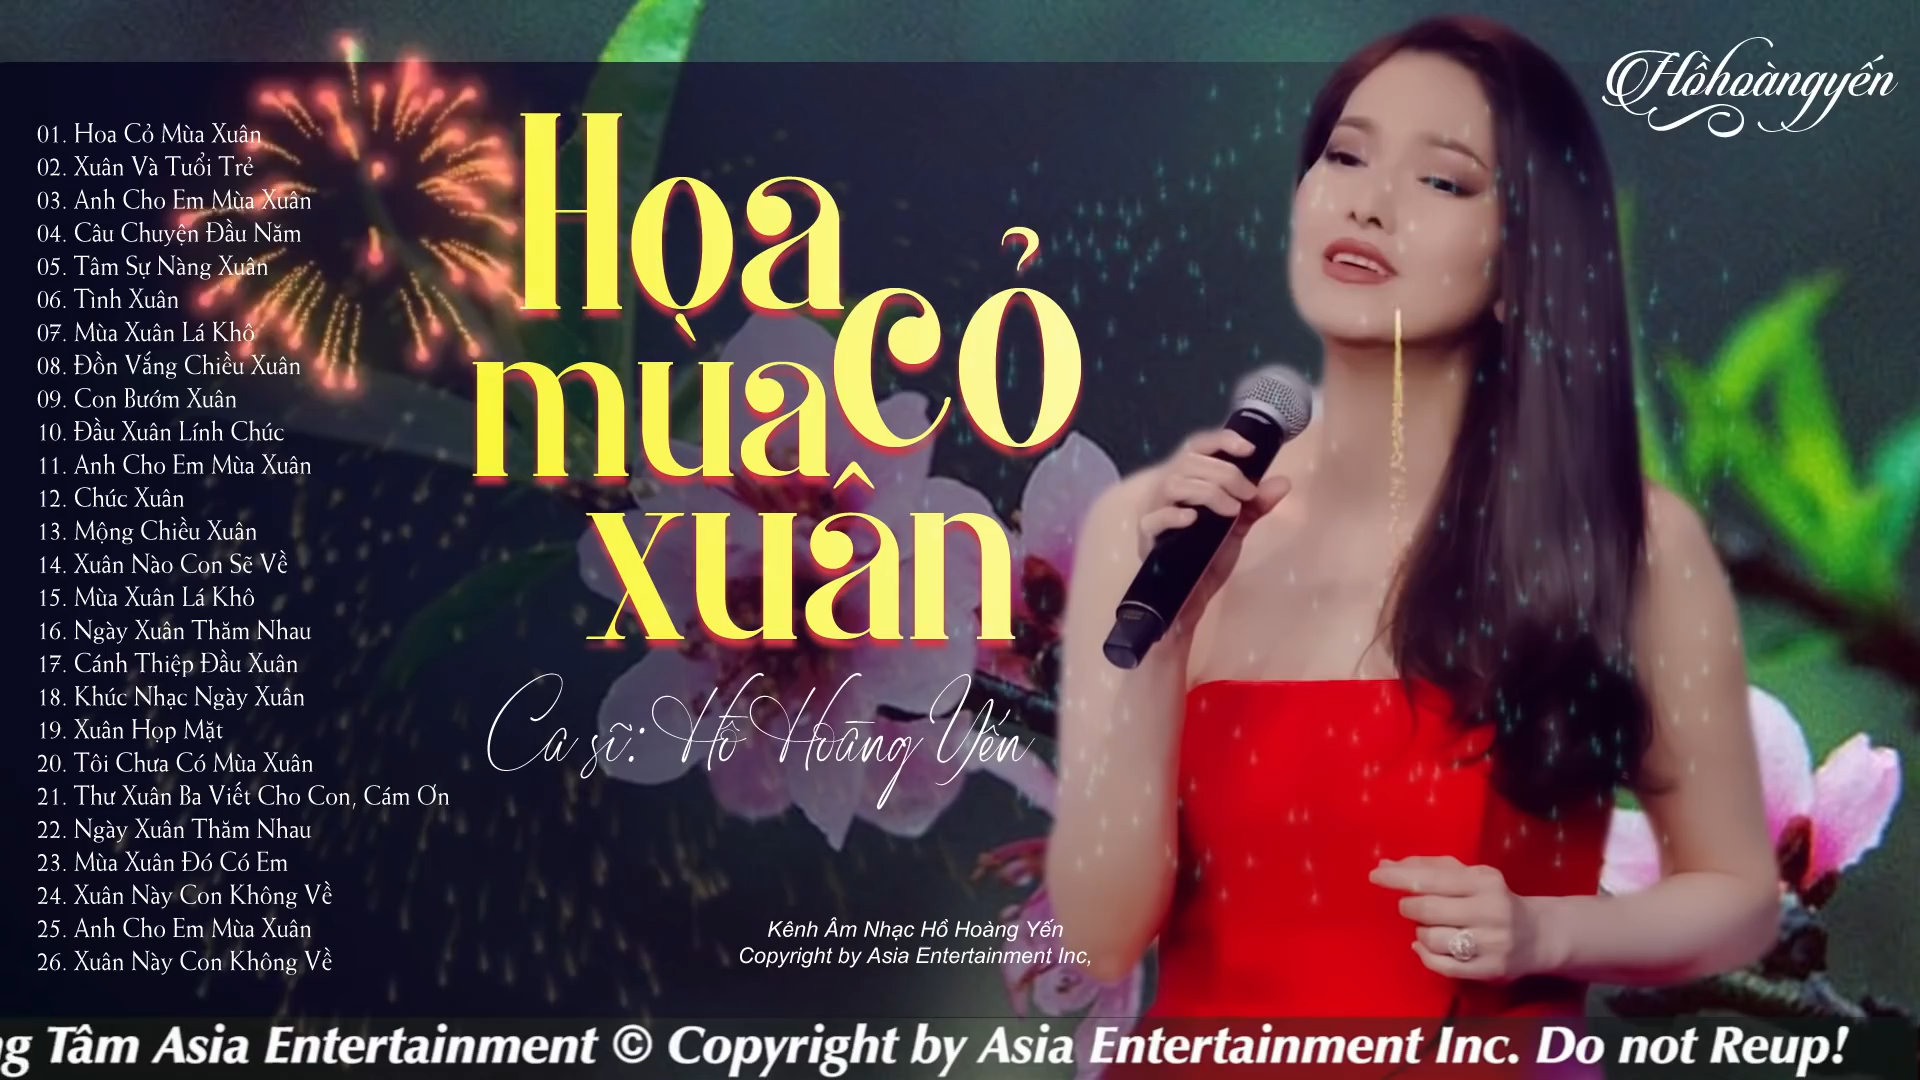 Hồ hoàng yến
01. Hoa Cỏ Mùa Xuân
02. Xuân Và Tuổi Trẻ
03. Anh Cho Em Mùa Xuân
04. Câu Chuyện Đầu Năm
05. Tâm Sự Nàng Xuân
06. Tình Xuân
07. Mùa Xuân Lá Khô
08. Đồn Vắng Chiều Xuân
09. Con Bướm Xuân
10. Đầu Xuân Lính Chúc
11. Anh Cho Em Mùa Xuân
12. Chúc Xuân
13. Mộng Chiều Xuân
14. Xuân Nào Con Sẽ Về
15. Mùa Xuân Lá Khô
16. Ngày Xuân Thăm Nhau
17. Cánh Thiệp Đầu Xuân
18. Khúc Nhạc Ngày Xuân
19. Xuân Họp Mặt
20. Tôi Chưa Có Mùa Xuân
21. Thư Xuân Ba Viết Cho Con, Cám Ơn
22. Ngày Xuân Thăm Nhau
23. Mùa Xuân Đó Có Em
24. Xuân Này Con Không Về
25. Anh Cho Em Mùa Xuân
26. Xuân Này Con Không Về
Hoa
cỏ
mùa
xuân
Ca sĩ: Hồ Hoàng Yến
Kênh Âm Nhạc Hồ Hoàng Yến
Copyright by Asia Entertainment Inc,
ng Tâm Asia Entertainment © Copyright by Asia Entertainment Inc. Do not Reup!